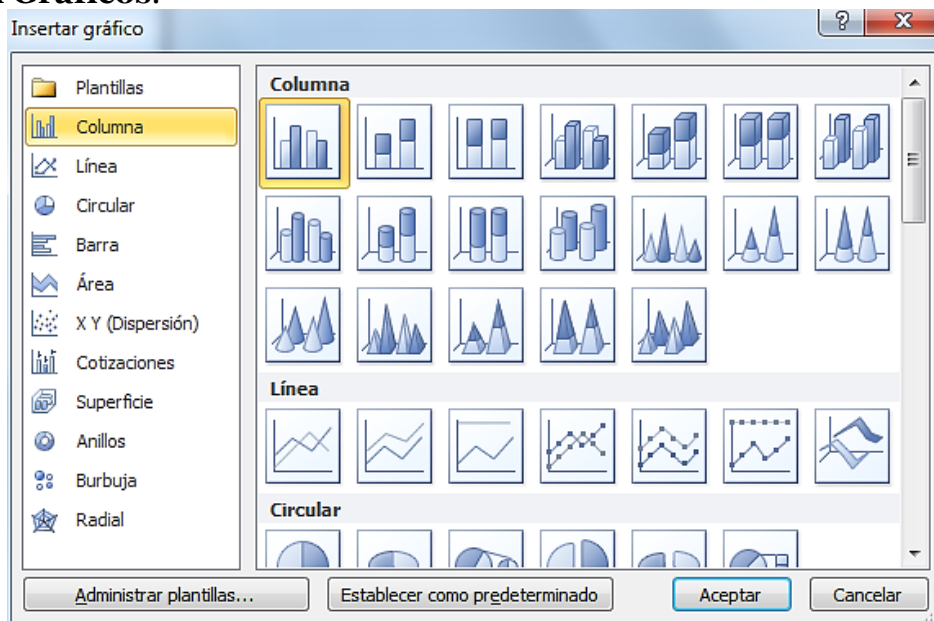 Gráficos.
Insertar gráfico
Plantillas
Columna
Línea
Circular
Barra
Área
X Y (Dispersión)
Cotizaciones
Superficie
Anillos
Burbuja
Radial
Columna
Línea
Circular
Administrar plantillas...
Establecer como predeterminado
Aceptar
Cancelar